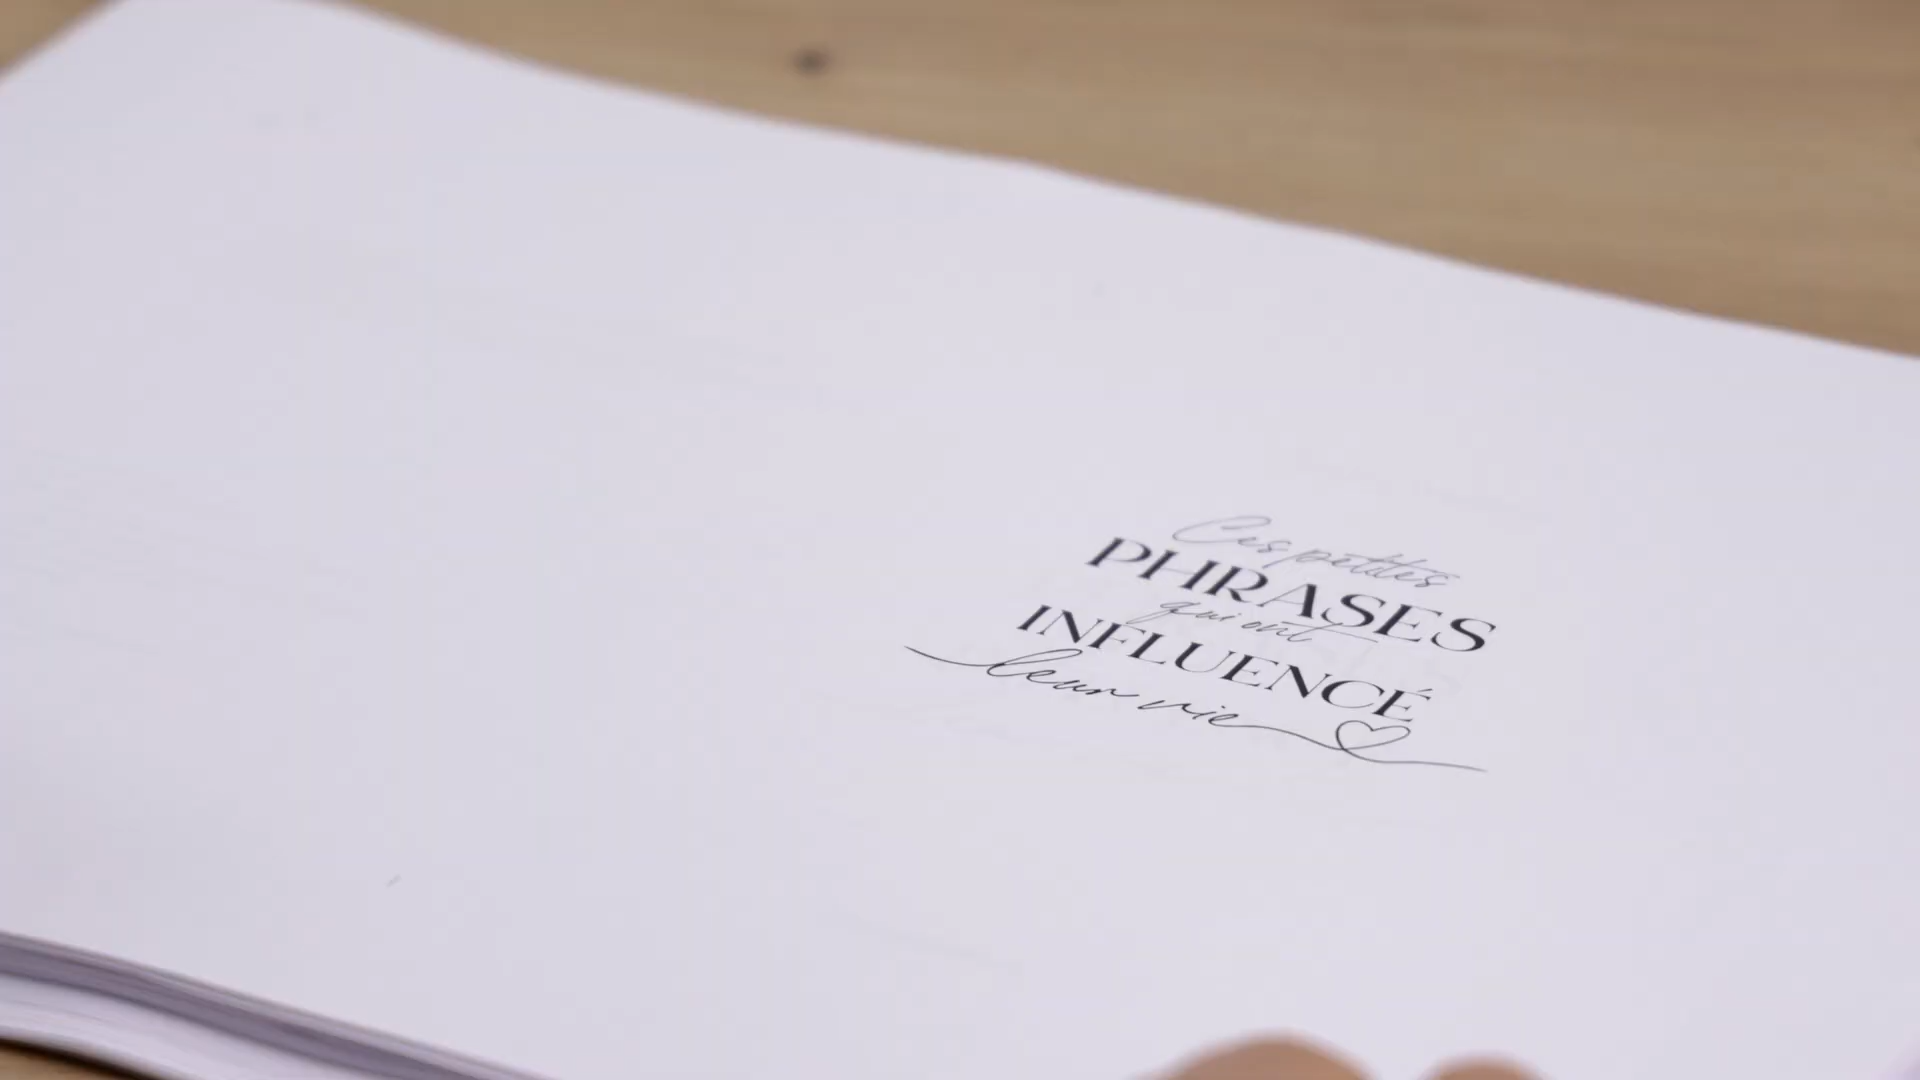 Ces petites
PHRASES
qui ont
INFLUENCÉ
leur vie